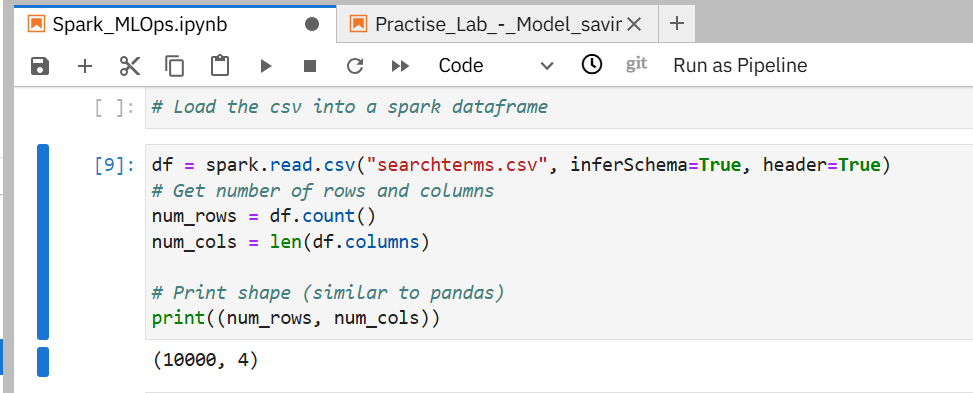 Spark_MLOps.ipynb
Practise_Lab_-_Model_savir
Code
git
Run as Pipeline
[ ]: # Load the csv into a spark dataframe
[9]: df = spark.read.csv("searchterms.csv", inferSchema=True, header=True)
# Get number of rows and columns
num_rows = df.count()
num_cols = len(df.columns)
# Print shape (similar to pandas)
print((num_rows, num_cols))
(10000, 4)